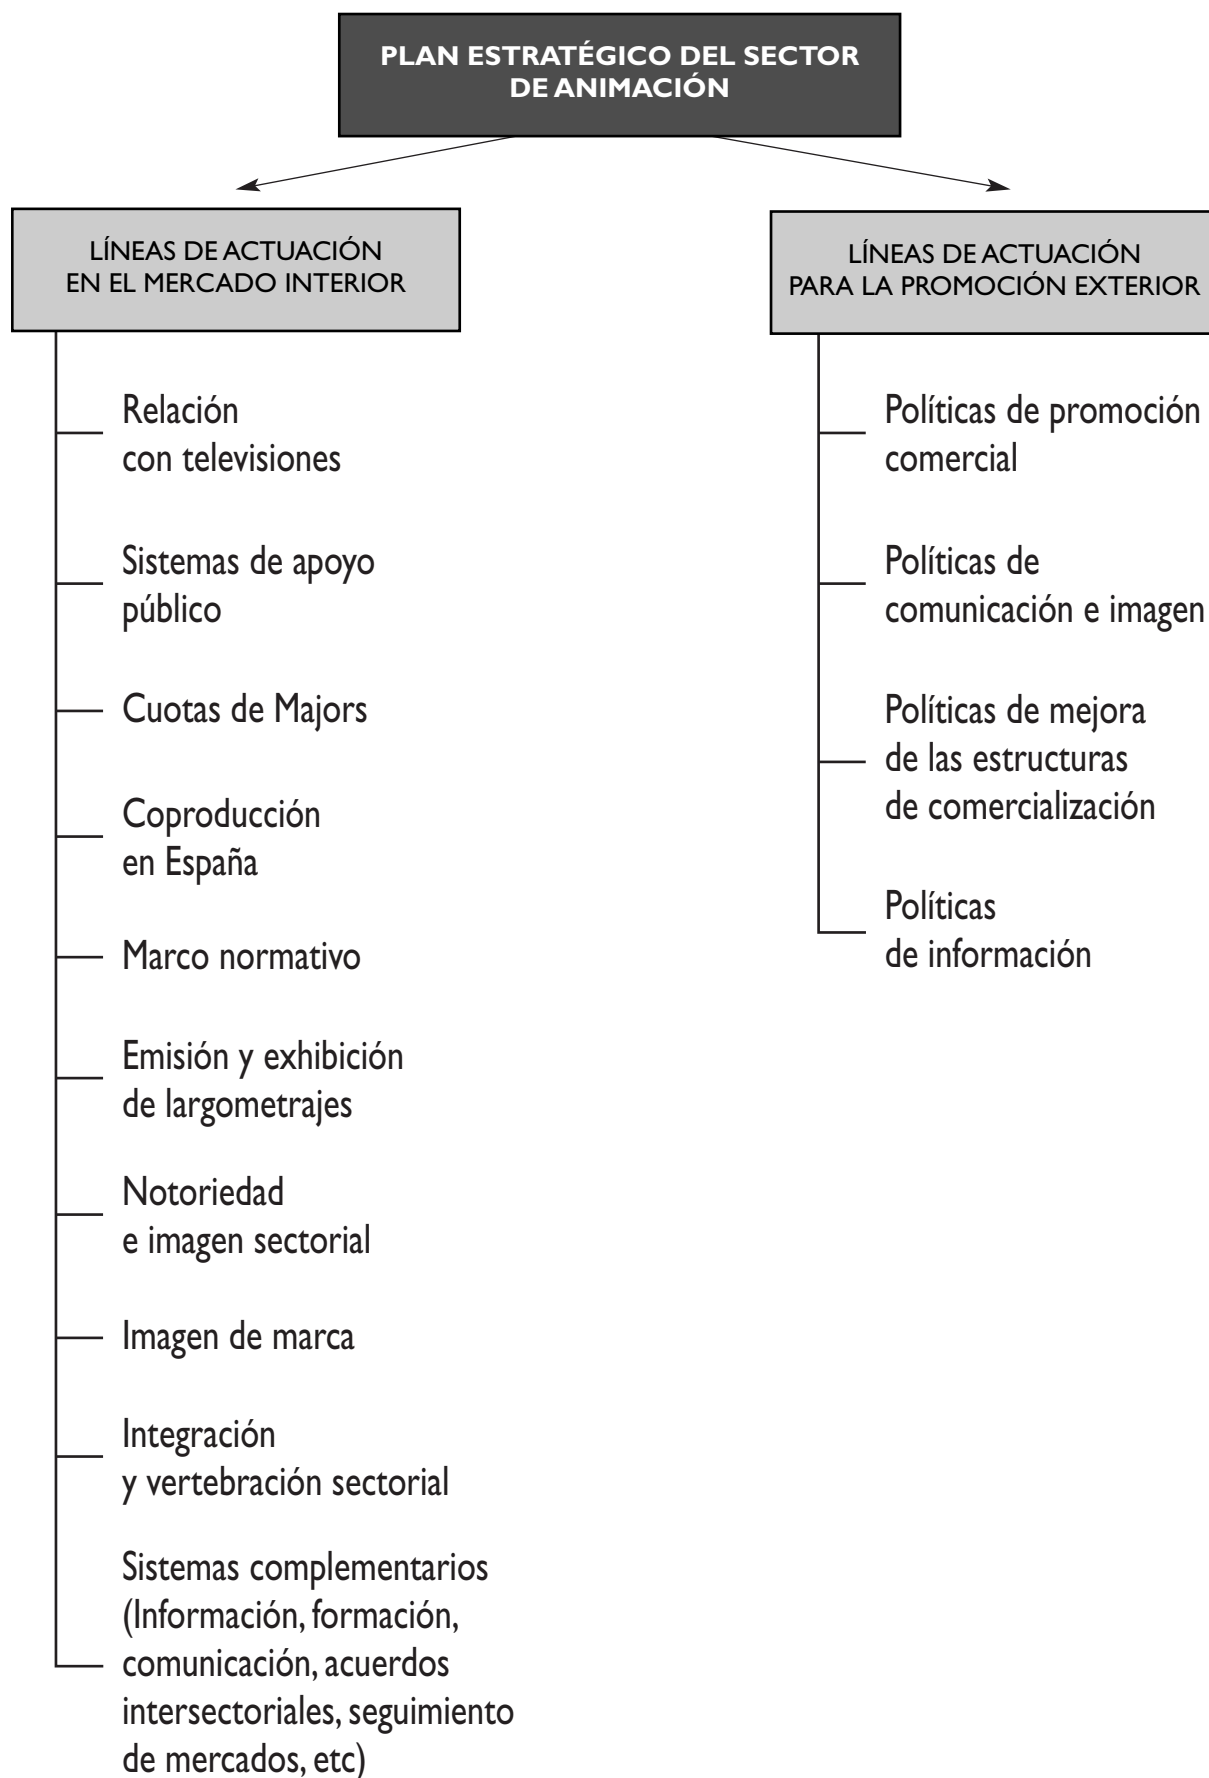 PLAN ESTRATÉGICO DEL SECTOR
DE ANIMACIÓN
LÍNEAS DE ACTUACIÓN
EN EL MERCADO INTERIOR
Relación
con televisiones
Sistemas de apoyo
público
Cuotas de Majors
Coproducción
en España
Marco normativo
Emisión y exhibición
de largometrajes
Notoriedad
e imagen sectorial
Imagen de marca
Integración
y vertebración sectorial
Sistemas complementarios
(Información, formación,
comunicación, acuerdos
intersectoriales, seguimiento
de mercados, etc)
LÍNEAS DE ACTUACIÓN
PARA LA PROMOCIÓN EXTERIOR
Políticas de promoción
comercial
Políticas de
comunicación e imagen
Políticas de mejora
de las estructuras
de comercialización
Políticas
de información